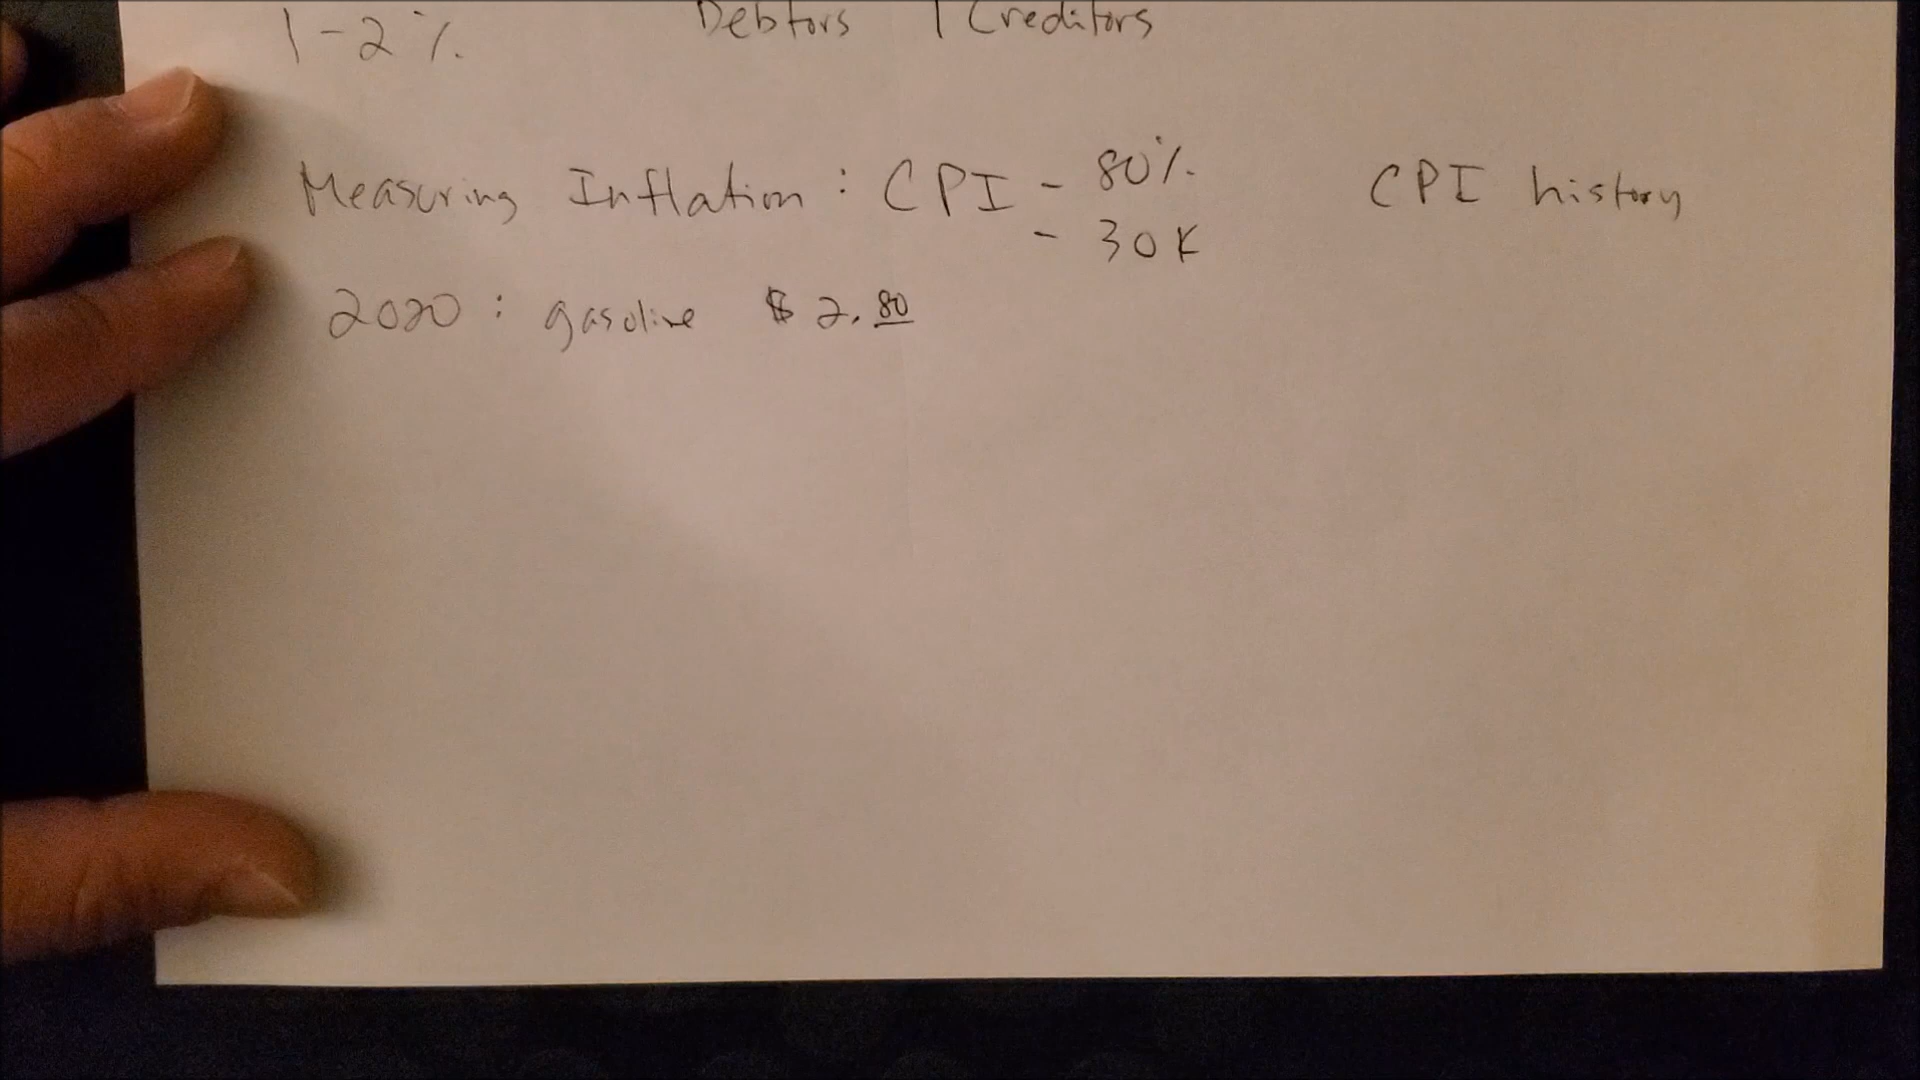 1-2% Debtors | Creditors
Measuring Inflation : CPI - 80% CPI history
- 30K
2020 : gasoline $2.80